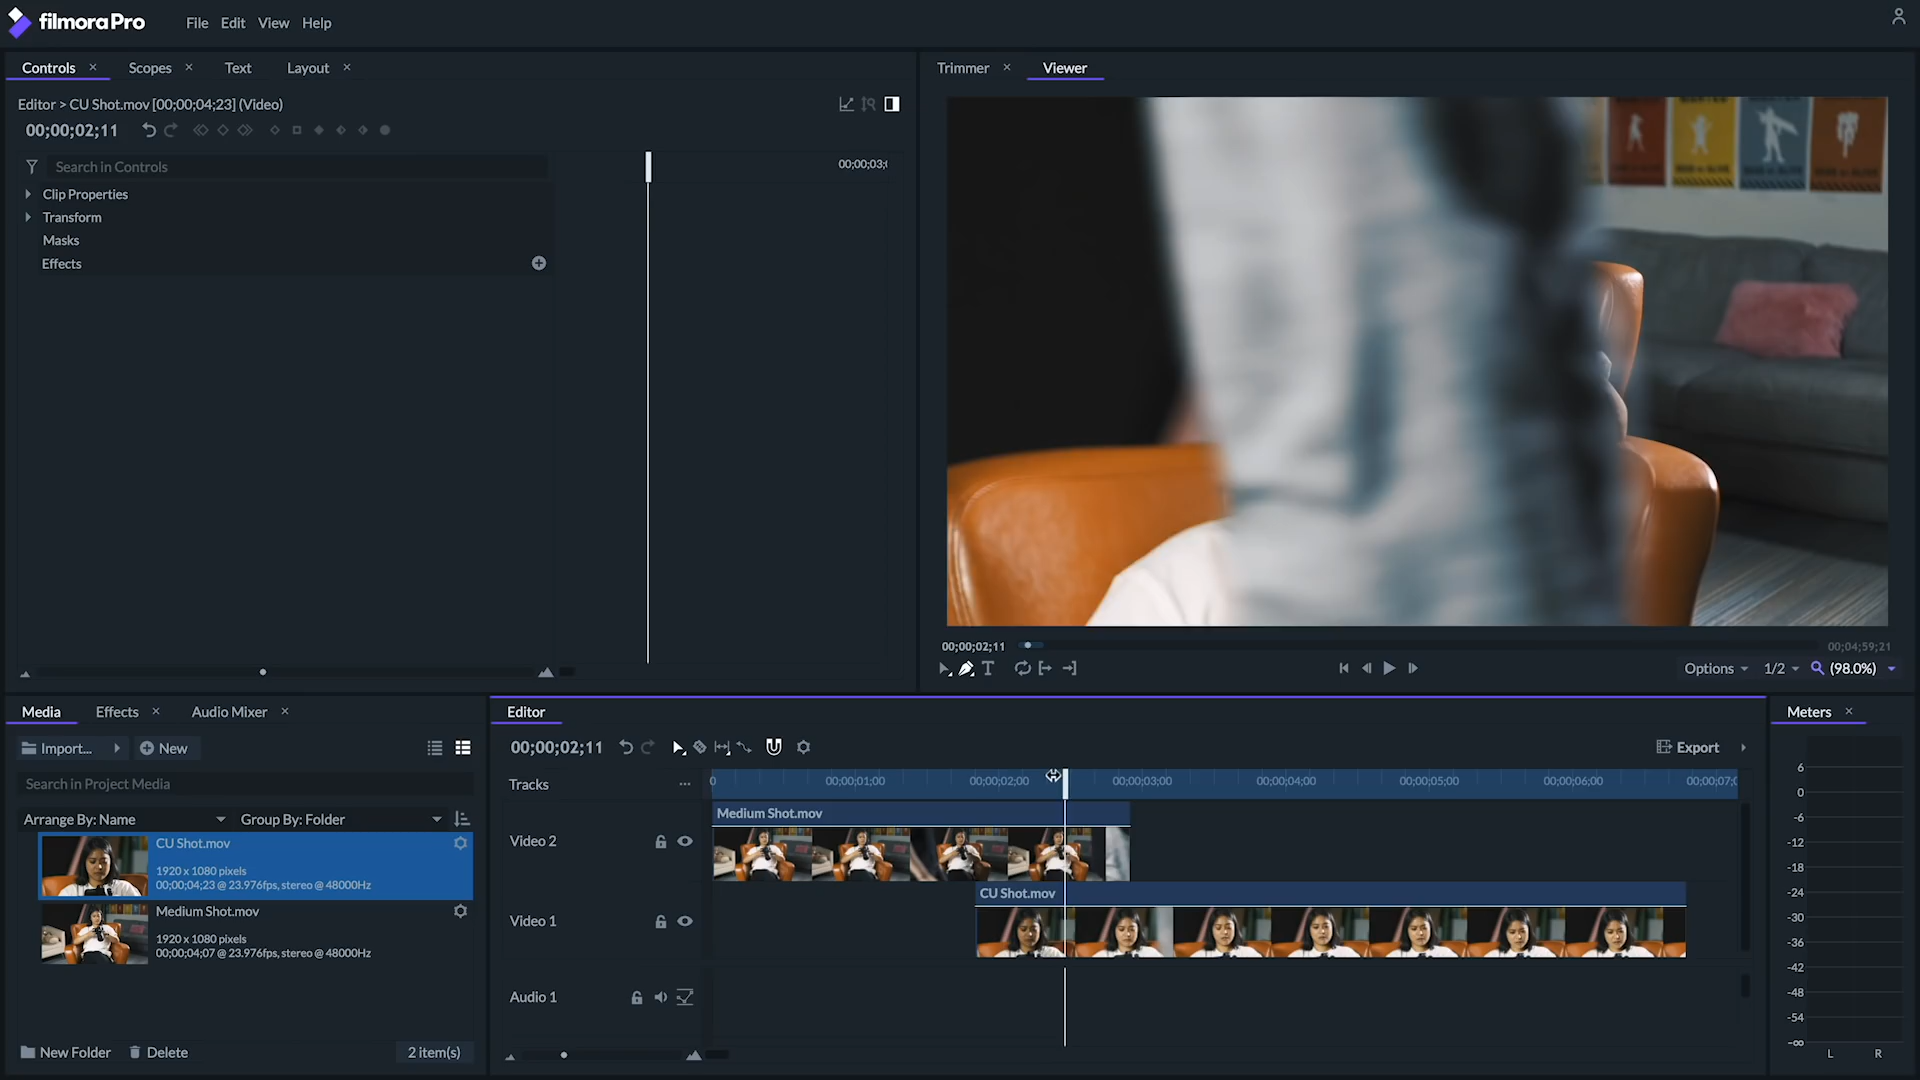 filmoraPro
File Edit View Help
Controls Scopes Text Layout
Editor > CU Shot.mov [00;00;04;23] (Video)
00;00;02;11
Search in Controls
00;00;03;
Clip Properties
Transform
Masks
Effects
Trimmer Viewer
00;00;02;11
00;04;59;21
Options 1/2 (98.0%)
Media Effects Audio Mixer
Import... New
Search in Project Media
Arrange By: Name Group By: Folder
CU Shot.mov
1920 x 1080 pixels
00;00;04;23 @ 23.976fps, stereo @ 48000Hz
Medium Shot.mov
1920 x 1080 pixels
00;00;04;07 @ 23.976fps, stereo @ 48000Hz
New Folder Delete 2 item(s)
Editor
00;00;02;11
Export
Tracks
0 00;00;01;00 00;00;02;00 00;00;03;00 00;00;04;00 00;00;05;00 00;00;06;00 00;00;07;0
Medium Shot.mov
Video 2
CU Shot.mov
Video 1
Audio 1
Meters
6
0
-6
-12
-18
-24
-30
-36
-42
-48
-54
-∞
L R